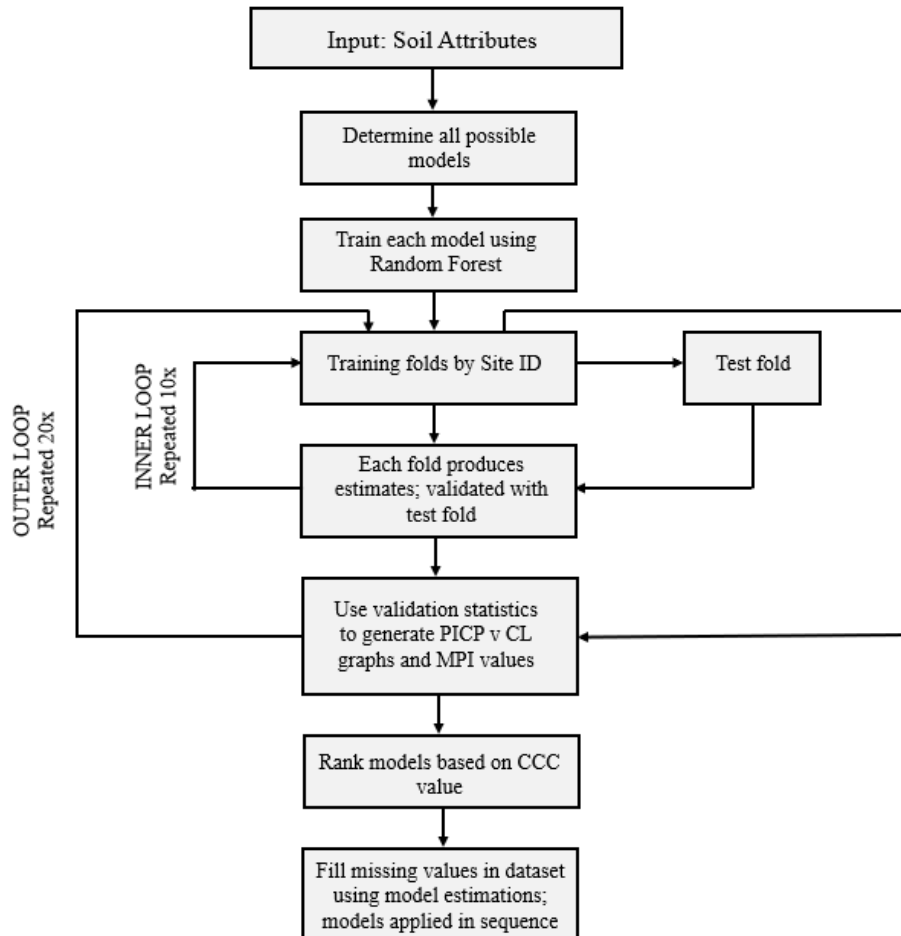 Input: Soil Attributes
Determine all possible
models
Train each model using
Random Forest
Training folds by Site ID
Test fold
OUTER LOOP
Repeated 20x
INNER LOOP
Repeated 10x
Each fold produces
estimates; validated with
test fold
Use validation statistics
to generate PICP v CL
graphs and MPI values
Rank models based on CCC
value
Fill missing values in dataset
using model estimations;
models applied in sequence